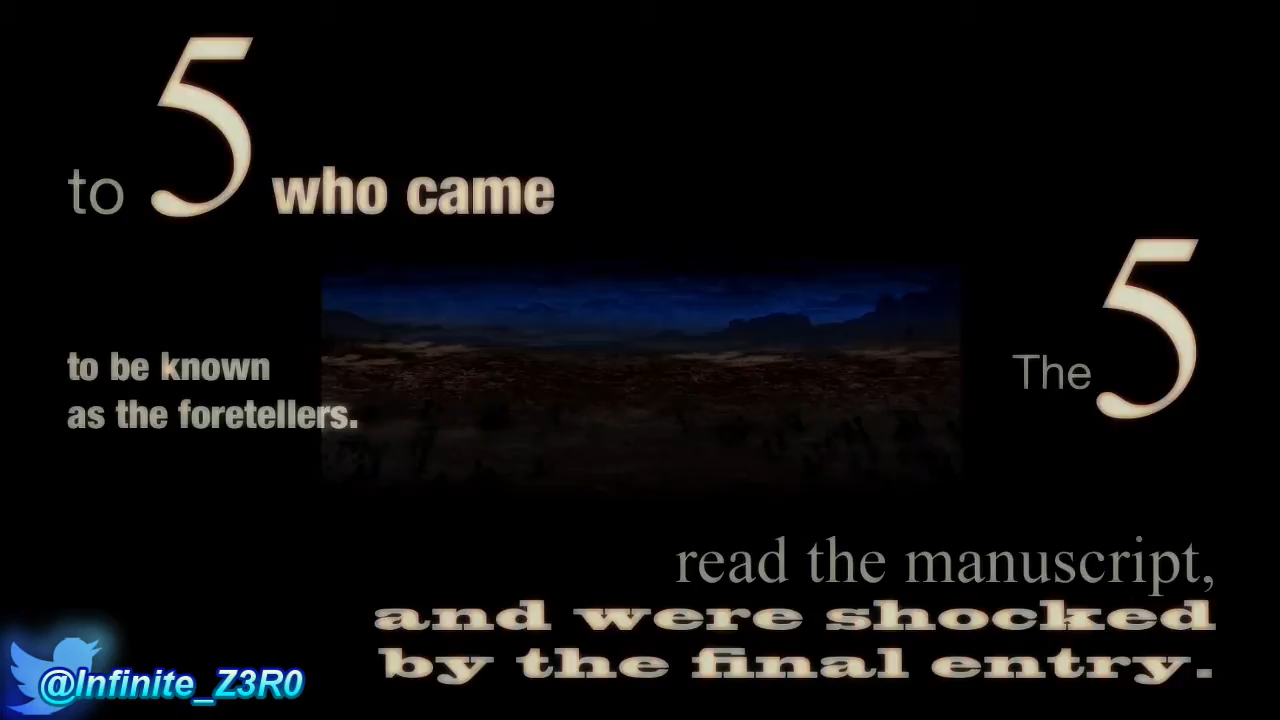 to 5 who came
to be known
as the foretellers.
The 5
read the manuscript,
and were shocked
by the final entry.
@Infinite_Z3R0